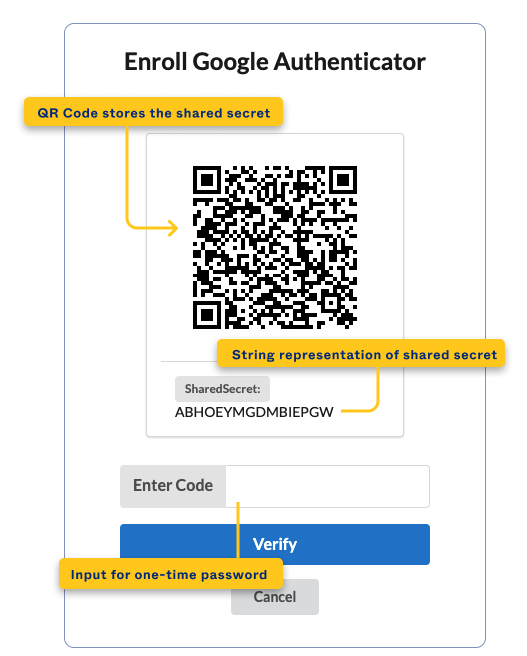 Enroll Google Authenticator
QR Code stores the shared secret
String representation of shared secret
SharedSecret:
ABHOEYMGDMBIEPGW
Enter Code
Verify
Input for one-time password
Cancel